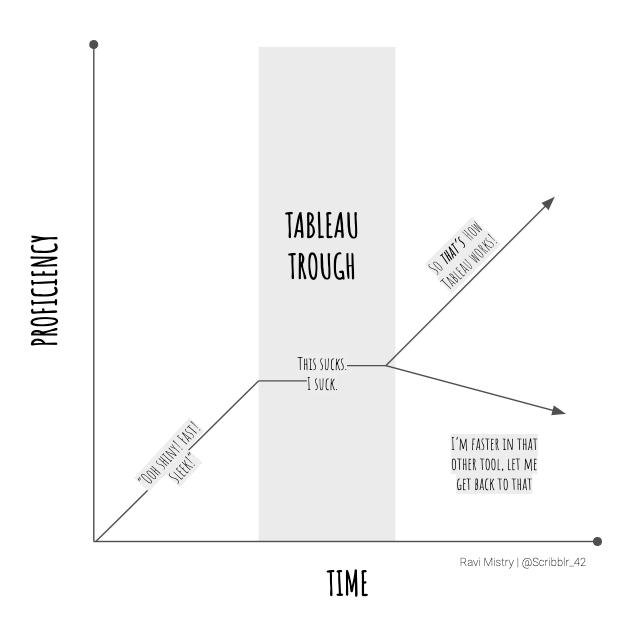 PROFICIENCY
TABLEAU
TROUGH
"Ooh shiny! Fast!
Sleek!"
This sucks.
I suck.
So that's how
Tableau works!
I'm faster in that
other tool, let me
get back to that
Ravi Mistry | @Scribblr_42
TIME